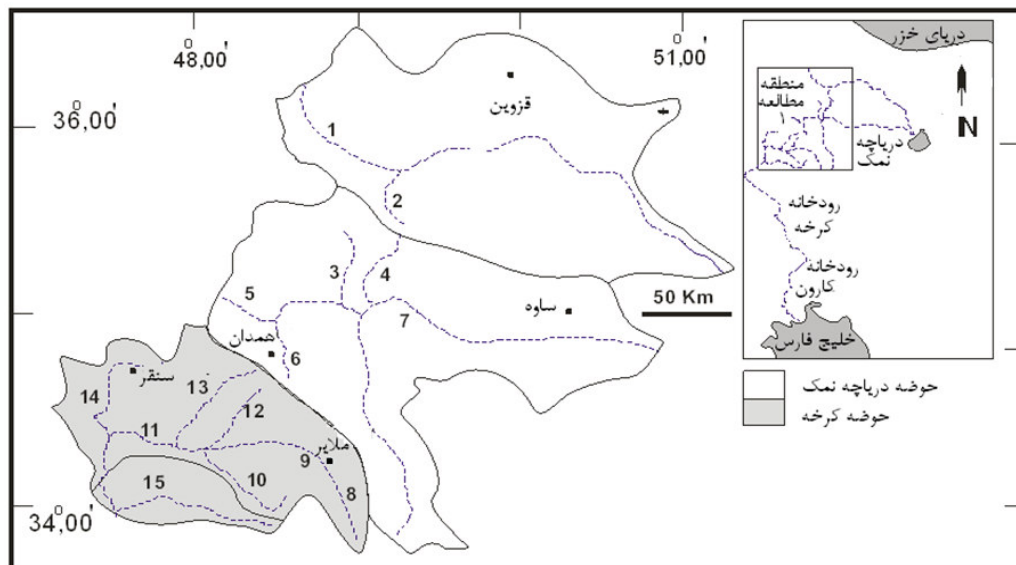 48,00'
51,00'
36,00'
34,00'
قزوین
ساوه
همدان
سنقر
ملایر
1
2
3
4
5
6
7
8
9
10
11
12
13
14
15
50 Km
دریای خزر
N
منطقه
مطالعه
دریاچه
نمک
رودخانه
کرخه
رودخانه
کارون
خلیج فارس
حوضه دریاچه نمک
حوضه کرخه